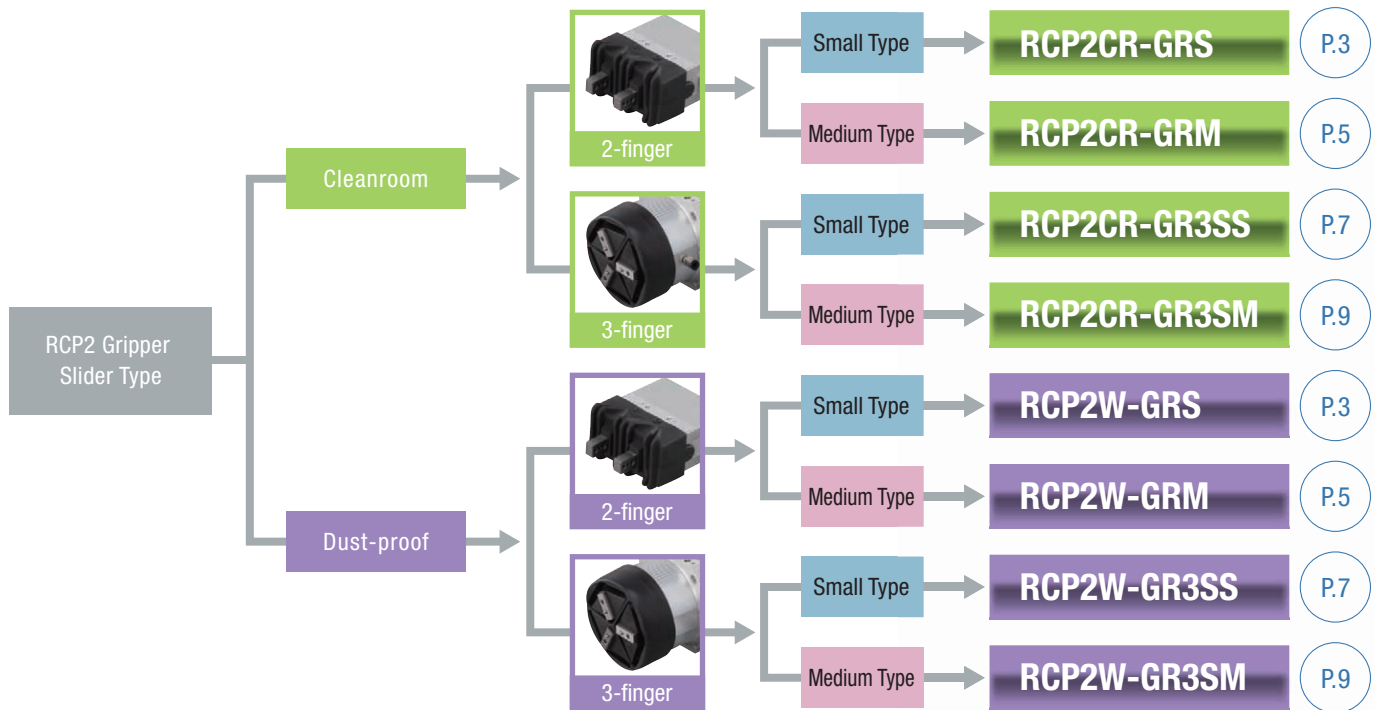 RCP2 Gripper
Slider Type
Cleanroom
2-finger
Small Type
RCP2CR-GRS
P.3
Medium Type
RCP2CR-GRM
P.5
3-finger
Small Type
RCP2CR-GR3SS
P.7
Medium Type
RCP2CR-GR3SM
P.9
Dust-proof
2-finger
Small Type
RCP2W-GRS
P.3
Medium Type
RCP2W-GRM
P.5
3-finger
Small Type
RCP2W-GR3SS
P.7
Medium Type
RCP2W-GR3SM
P.9